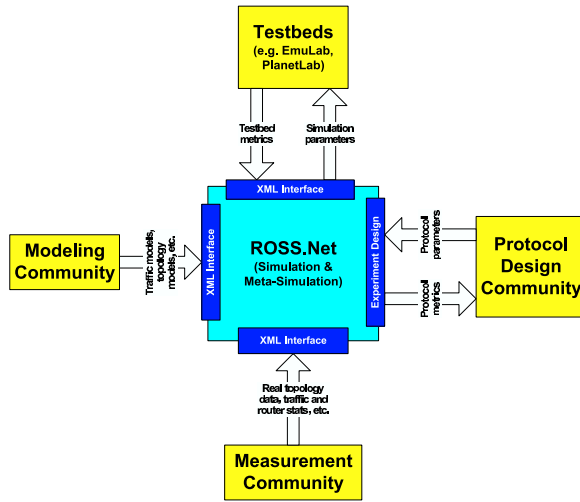 Testbeds
(e.g. EmuLab,
PlanetLab)
Testbed
metrics
Simulation
parameters
XML Interface
Modeling
Community
Traffic models,
topology
models, etc.
XML Interface
ROSS.Net
(Simulation &
Meta-Simulation)
Experiment Design
Protocoll
parameters
Protocoll
metrics
Protocol
Design
Community
XML Interface
Real topology
data, traffic and
router stats, etc.
Measurement
Community